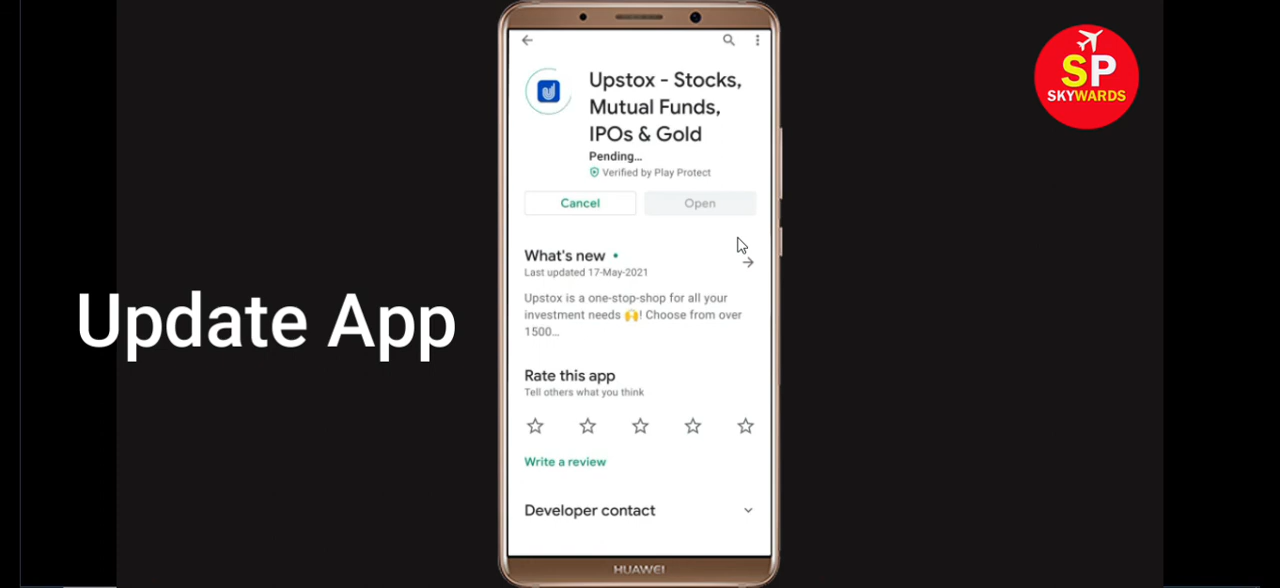 Upstox - Stocks,
Mutual Funds,
IPOs & Gold
Pending...
Verified by Play Protect
Cancel Open
What's new
Last updated 17-May-2021
Upstox is a one-stop-shop for all your
investment needs 🙌! Choose from over
1500...
Rate this app
Tell others what you think
Write a review
Developer contact
HUAWEI
Update App
SP
SKYWARDS